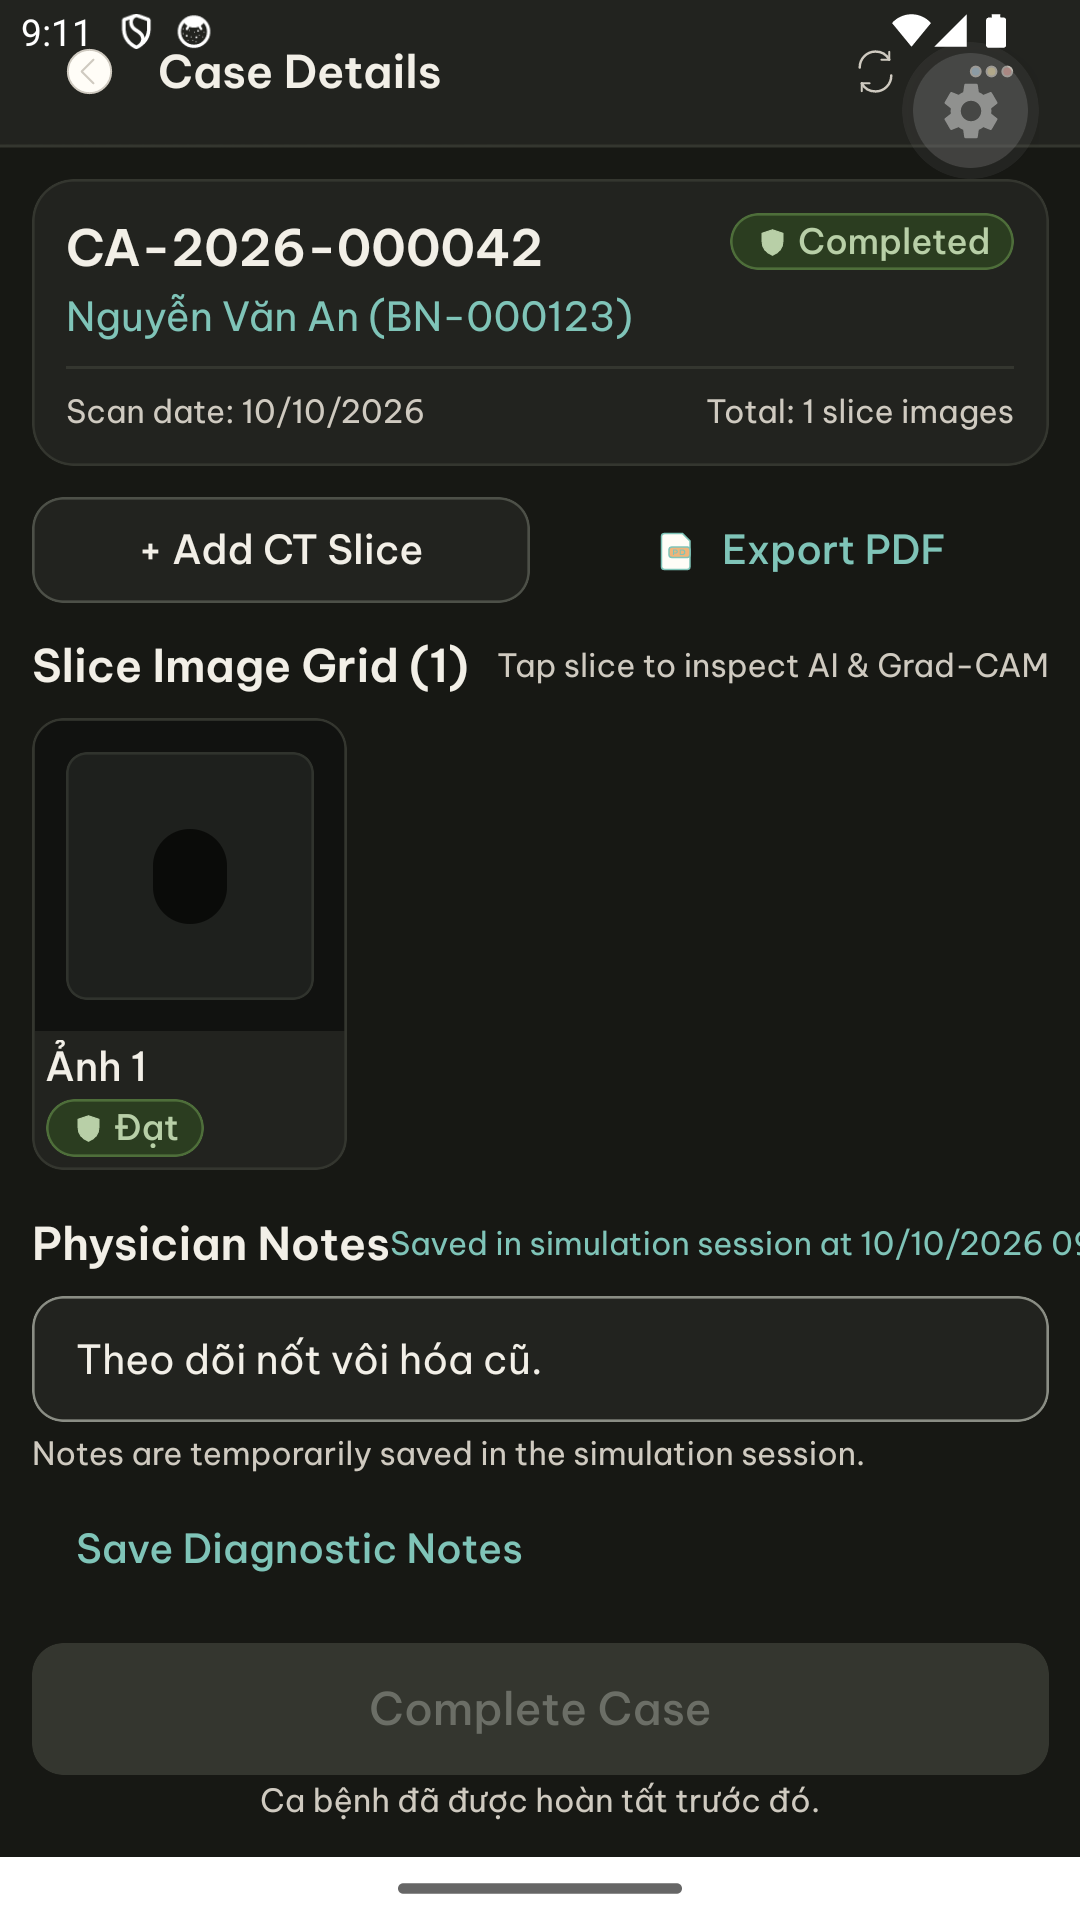 9:11
Case Details
CA-2026-000042
Completed
Nguyễn Văn An (BN-000123)
Scan date: 10/10/2026
Total: 1 slice images
+ Add CT Slice
Export PDF
Slice Image Grid (1)
Tap slice to inspect AI & Grad-CAM
Ảnh 1
Đạt
Physician Notes
Saved in simulation session at 10/10/2026
Theo dõi nốt vôi hóa cũ.
Notes are temporarily saved in the simulation session.
Save Diagnostic Notes
Complete Case
Ca bệnh đã được hoàn tất trước đó.